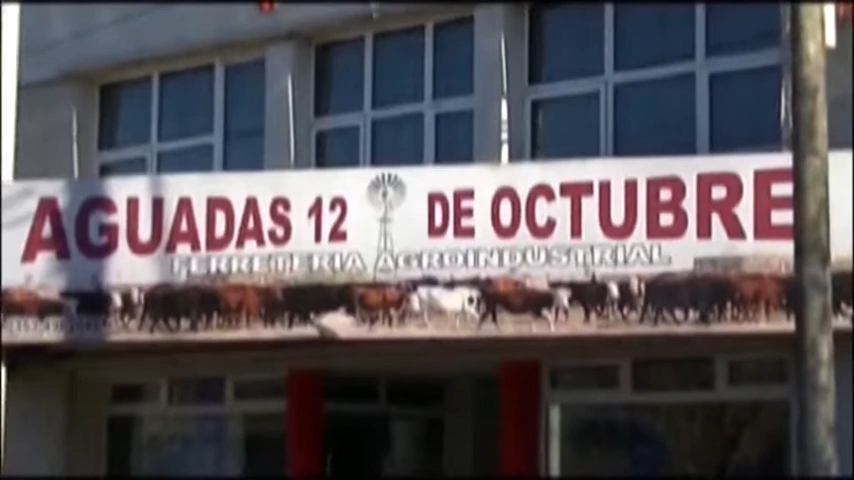 AGUADAS 12 DE OCTUBRE
FERRETERIA AGROINDUSTRIAL